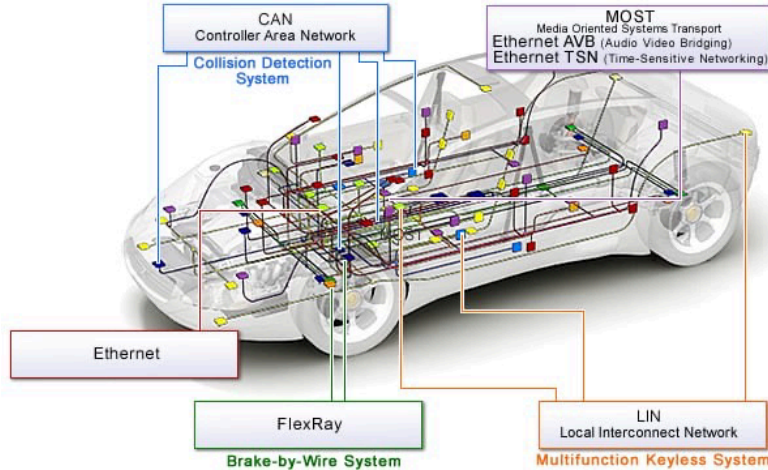 CAN
Controller Area Network
Collision Detection
System
MOST
Media Oriented Systems Transport
Ethernet AVB (Audio Video Bridging)
Ethernet TSN (Time-Sensitive Networking)
Ethernet
FlexRay
Brake-by-Wire System
LIN
Local Interconnect Network
Multifunction Keyless System